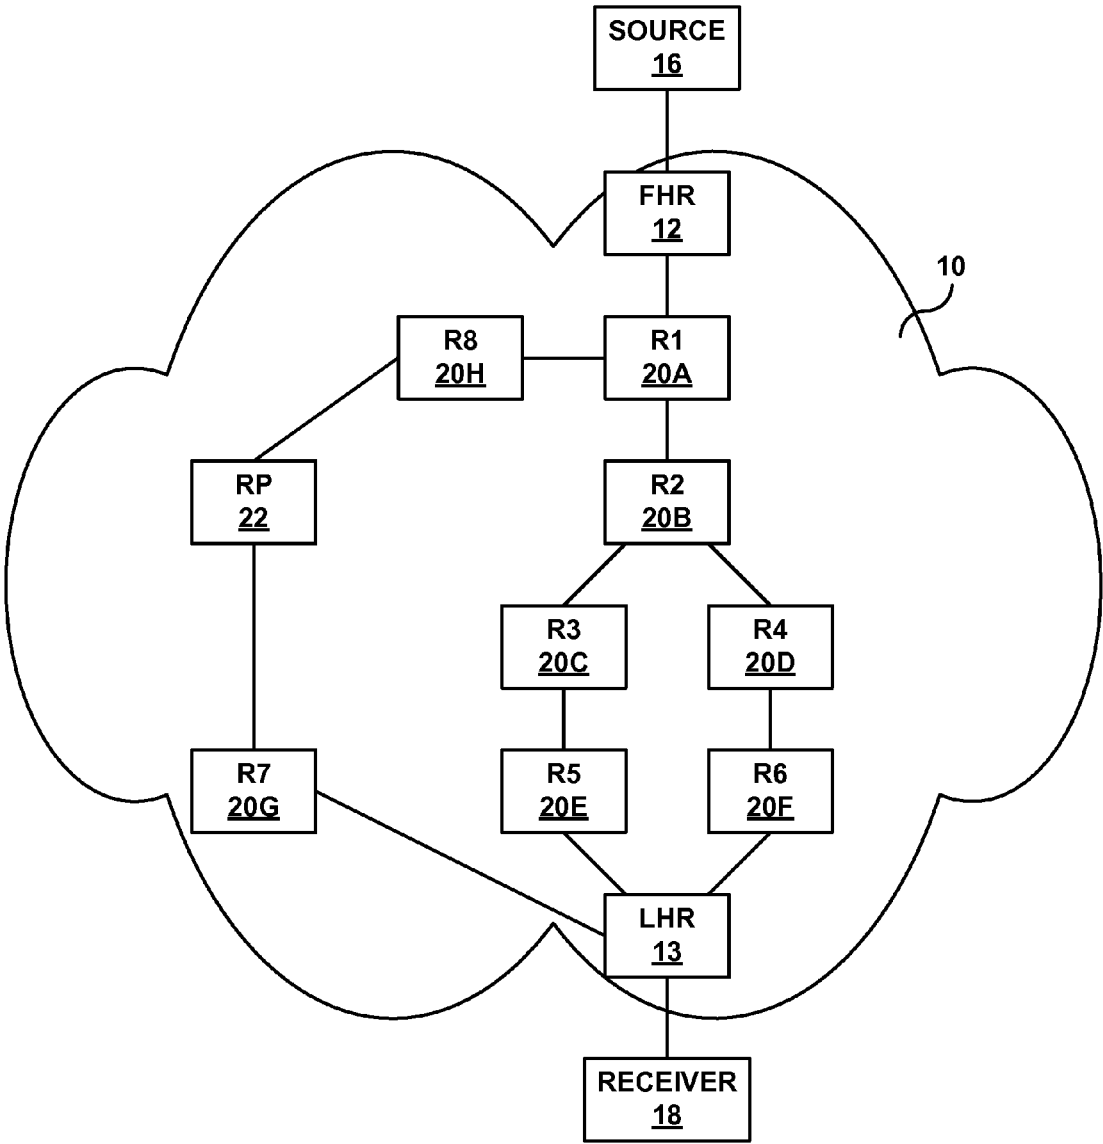 SOURCE
16
FHR
12
10
R8
20H
R1
20A
RP
22
R2
20B
R3
20C
R4
20D
R7
20G
R5
20E
R6
20F
LHR
13
RECEIVER
18